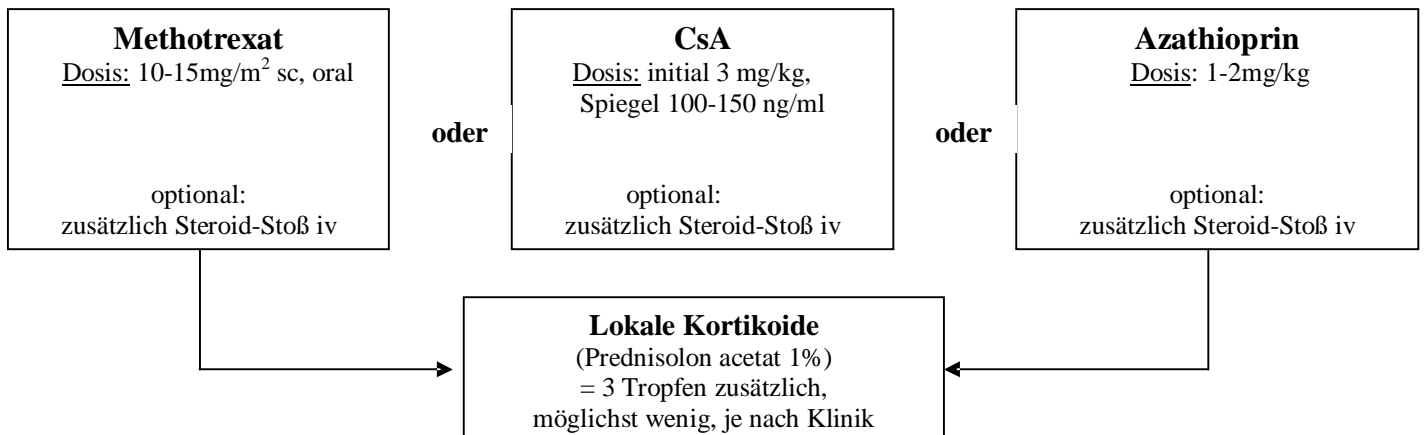 Methotrexat
Dosis: 10-15mg/m² sc, oral
optional:
zusätzlich Steroid-Stoß iv
oder
CsA
Dosis: initial 3 mg/kg,
Spiegel 100-150 ng/ml
optional:
zusätzlich Steroid-Stoß iv
oder
Azathioprin
Dosis: 1-2mg/kg
optional:
zusätzlich Steroid-Stoß iv
Lokale Kortikoide
(Prednisolon acetat 1%)
= 3 Tropfen zusätzlich,
möglichst wenig, je nach Klinik